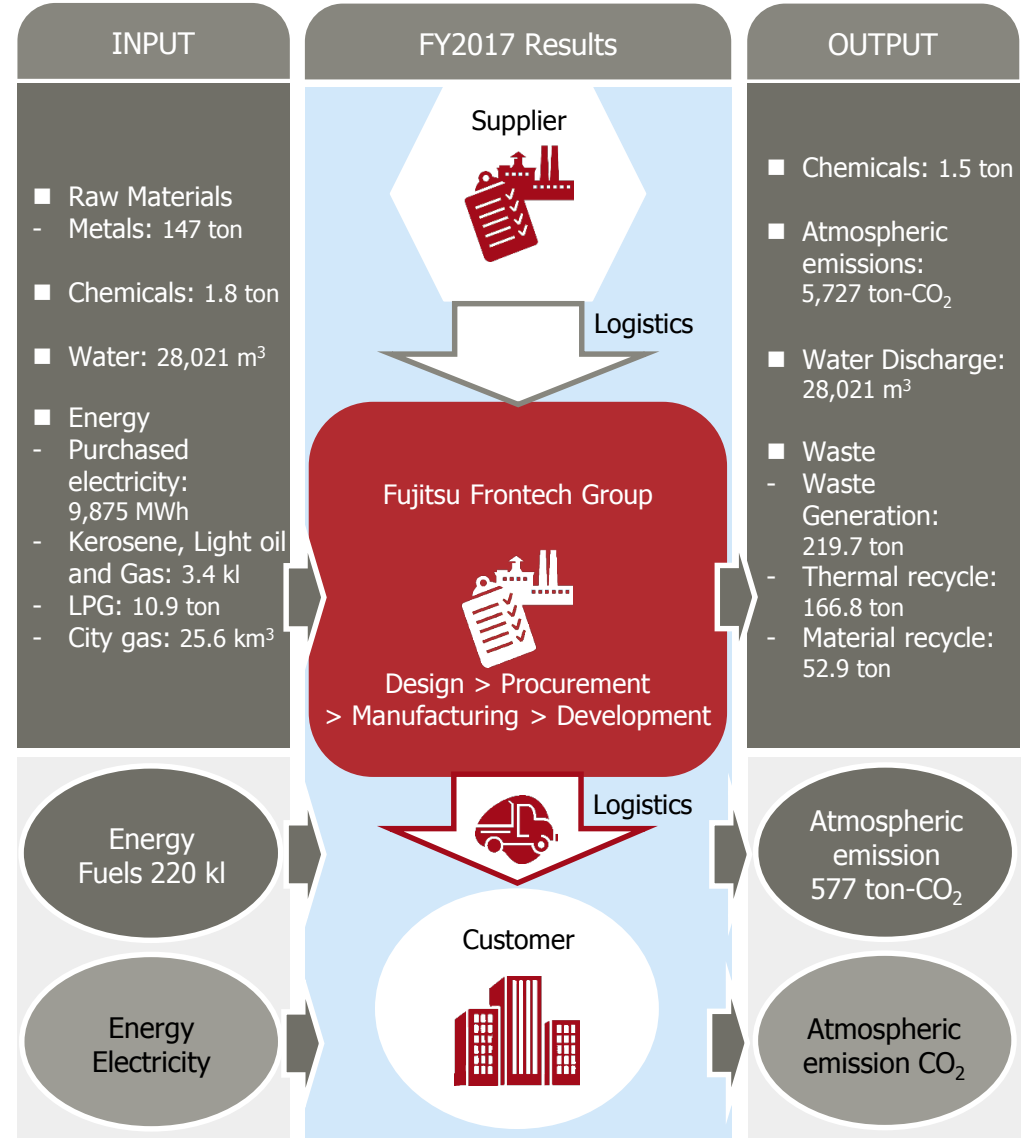 INPUT
FY2017 Results
OUTPUT
■ Raw Materials
- Metals: 147 ton
■ Chemicals: 1.8 ton
■ Water: 28,021 m³
■ Energy
- Purchased
electricity:
9,875 MWh
- Kerosene, Light oil
and Gas: 3.4 kl
- LPG: 10.9 ton
- City gas: 25.6 km³
Supplier
Logistics
Fujitsu Frontech Group
Design > Procurement
> Manufacturing > Development
■ Chemicals: 1.5 ton
■ Atmospheric
emissions:
5,727 ton-CO₂
■ Water Discharge:
28,021 m³
■ Waste
- Waste
Generation:
219.7 ton
- Thermal recycle:
166.8 ton
- Material recycle:
52.9 ton
Energy
Fuels 220 kl
Logistics
Atmospheric
emission
577 ton-CO₂
Energy
Electricity
Customer
Atmospheric
emission CO₂